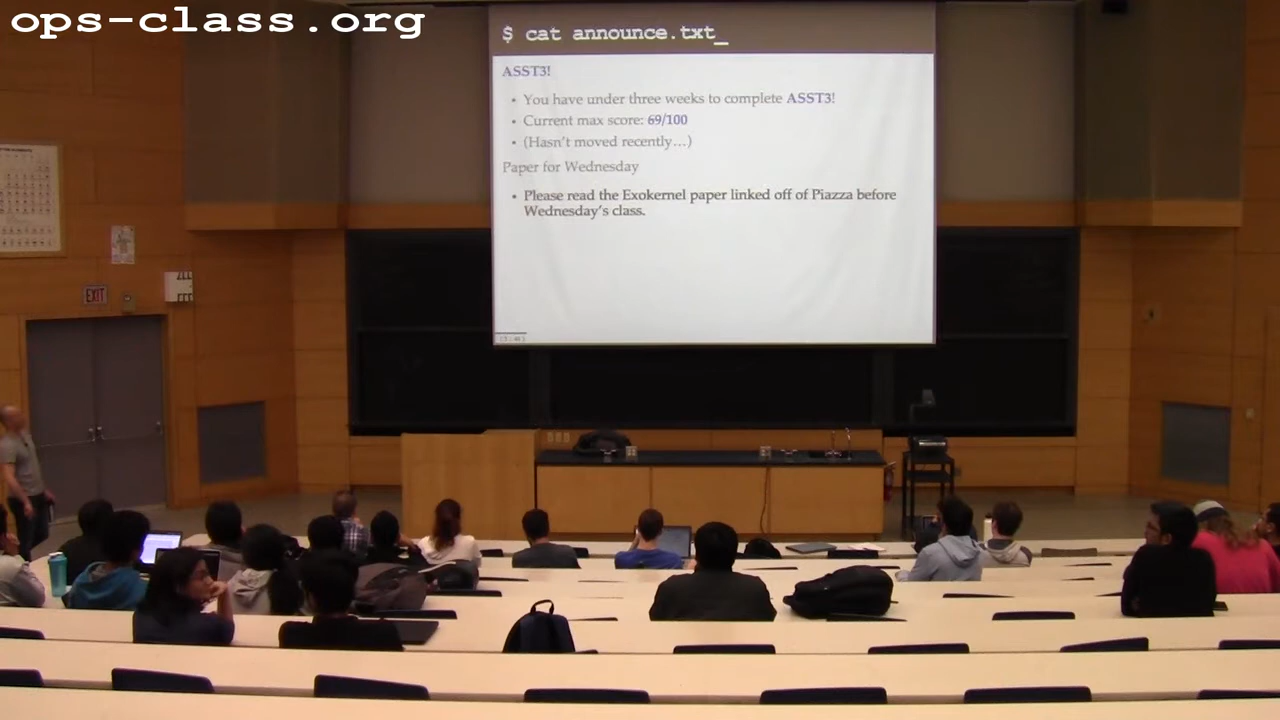 ops-class.org
$ cat announce.txt_
ASST3!
• You have under three weeks to complete ASST3!
• Current max score: 69/100
• (Hasn't moved recently...)
Paper for Wednesday
• Please read the Exokernel paper linked off of Piazza before
Wednesday's class.
EXIT